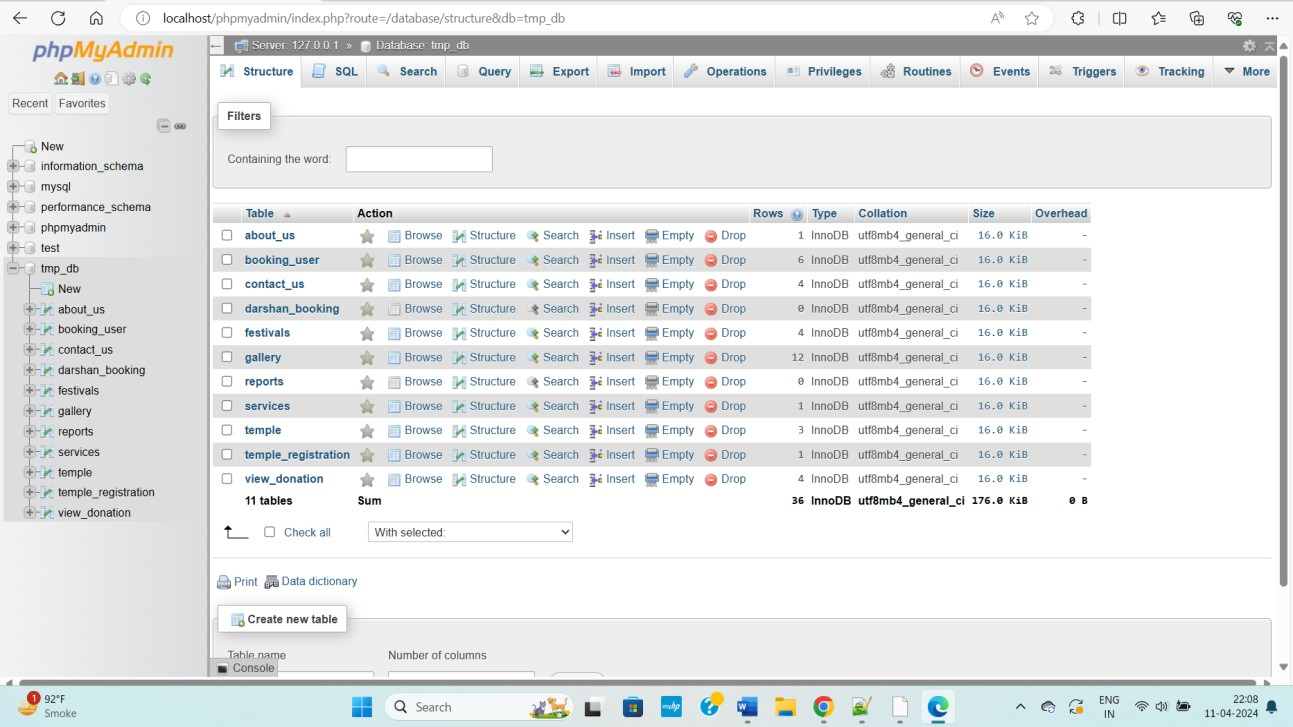 localhost/phpmyadmin/index.php?route=/database/structure&db=tmp_db
phpMyAdmin
Recent Favorites
New
information_schema
mysql
performance_schema
phpmyadmin
test
tmp_db
New
about_us
booking_user
contact_us
darshan_booking
festivals
gallery
reports
services
temple
temple_registration
view_donation
Server: 127.0.0.1 » Database: tmp_db
Structure SQL Search Query Export Import Operations Privileges Routines Events Triggers Tracking More
Filters
Containing the word:
Table Action Rows Type Collation Size Overhead
about_us Browse Structure Search Insert Empty Drop 1 InnoDB utf8mb4_general_ci 16.0 KiB -
booking_user Browse Structure Search Insert Empty Drop 6 InnoDB utf8mb4_general_ci 16.0 KiB -
contact_us Browse Structure Search Insert Empty Drop 4 InnoDB utf8mb4_general_ci 16.0 KiB -
darshan_booking Browse Structure Search Insert Empty Drop 0 InnoDB utf8mb4_general_ci 16.0 KiB -
festivals Browse Structure Search Insert Empty Drop 4 InnoDB utf8mb4_general_ci 16.0 KiB -
gallery Browse Structure Search Insert Empty Drop 12 InnoDB utf8mb4_general_ci 16.0 KiB -
reports Browse Structure Search Insert Empty Drop 0 InnoDB utf8mb4_general_ci 16.0 KiB -
services Browse Structure Search Insert Empty Drop 1 InnoDB utf8mb4_general_ci 16.0 KiB -
temple Browse Structure Search Insert Empty Drop 3 InnoDB utf8mb4_general_ci 16.0 KiB -
temple_registration Browse Structure Search Insert Empty Drop 1 InnoDB utf8mb4_general_ci 16.0 KiB -
view_donation Browse Structure Search Insert Empty Drop 4 InnoDB utf8mb4_general_ci 16.0 KiB -
11 tables Sum 36 InnoDB utf8mb4_general_ci 176.0 KiB 0 B
Check all With selected:
Print Data dictionary
Create new table
Table name Number of columns
Console
1 92°F
Smoke
Search
myhp
ENG
IN
22:08
11-04-2024